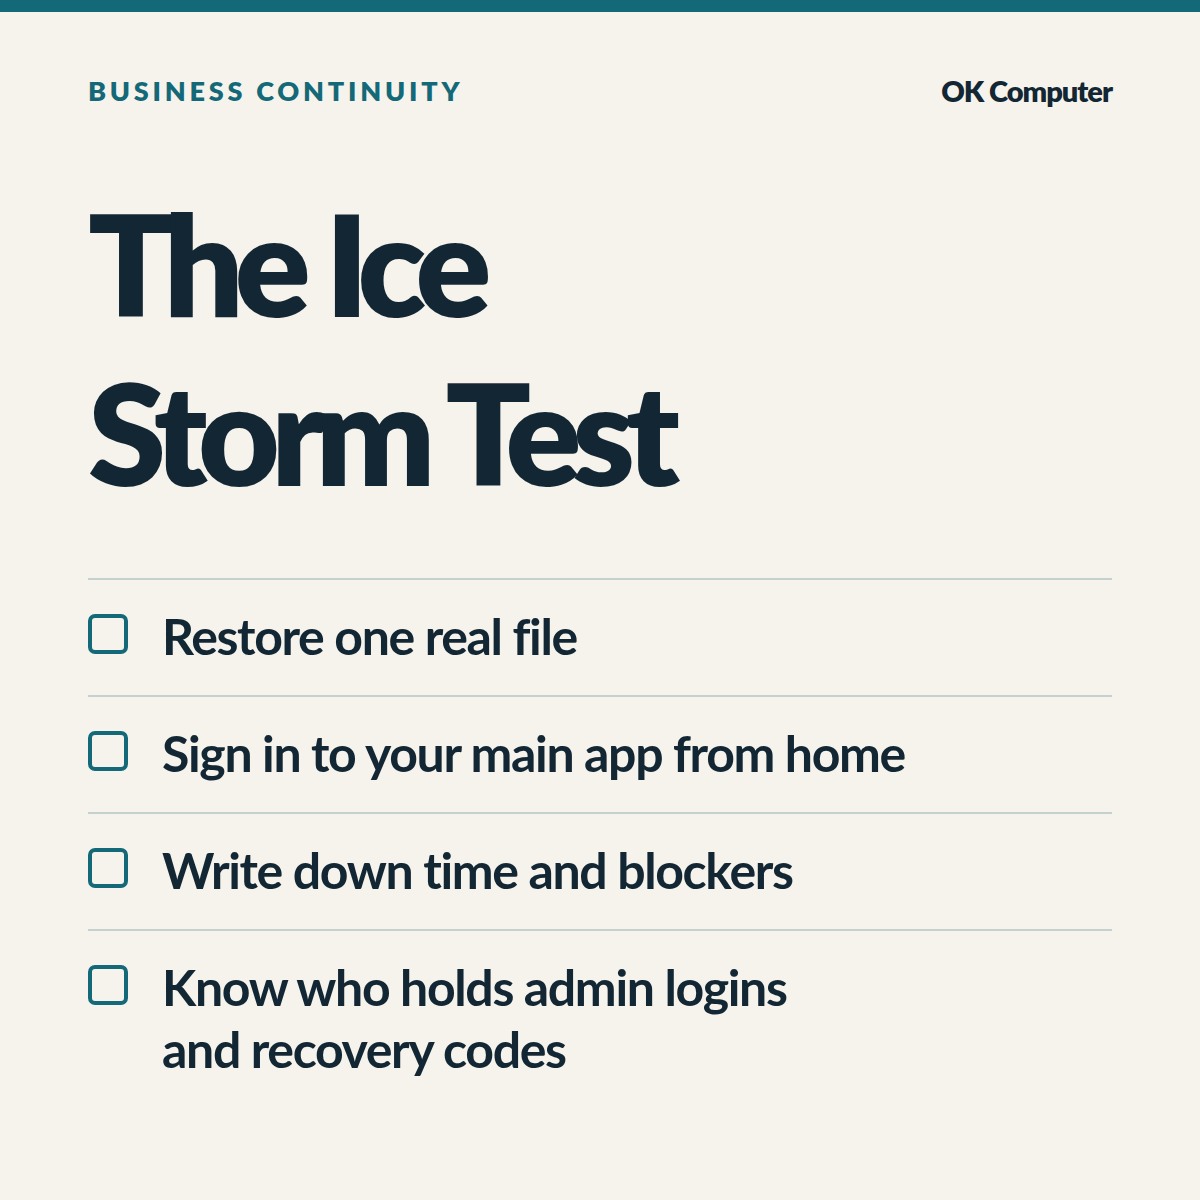 BUSINESS CONTINUITY
OK Computer
The Ice
Storm Test
Restore one real file
Sign in to your main app from home
Write down time and blockers
Know who holds admin logins
and recovery codes